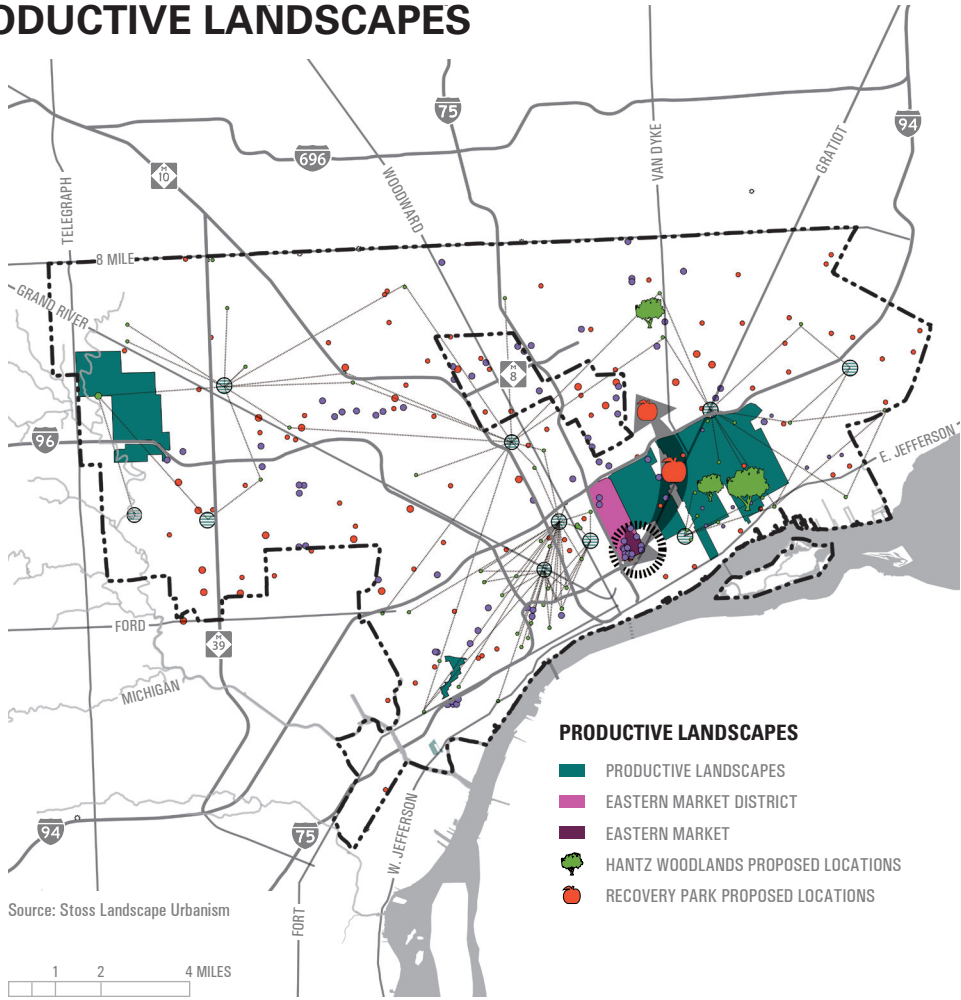 ODUCTIVE LANDSCAPES
75
94
696
M
10
TELEGRAPH
WOODWARD
VAN DYKE
GRATIOT
8 MILE
GRAND RIVER
M
8
96
E. JEFFERSON
FORD
M
39
MICHIGAN
94
75
W. JEFFERSON
FORT
PRODUCTIVE LANDSCAPES
PRODUCTIVE LANDSCAPES
EASTERN MARKET DISTRICT
EASTERN MARKET
HANTZ WOODLANDS PROPOSED LOCATIONS
RECOVERY PARK PROPOSED LOCATIONS
Source: Stoss Landscape Urbanism
1 2 4 MILES